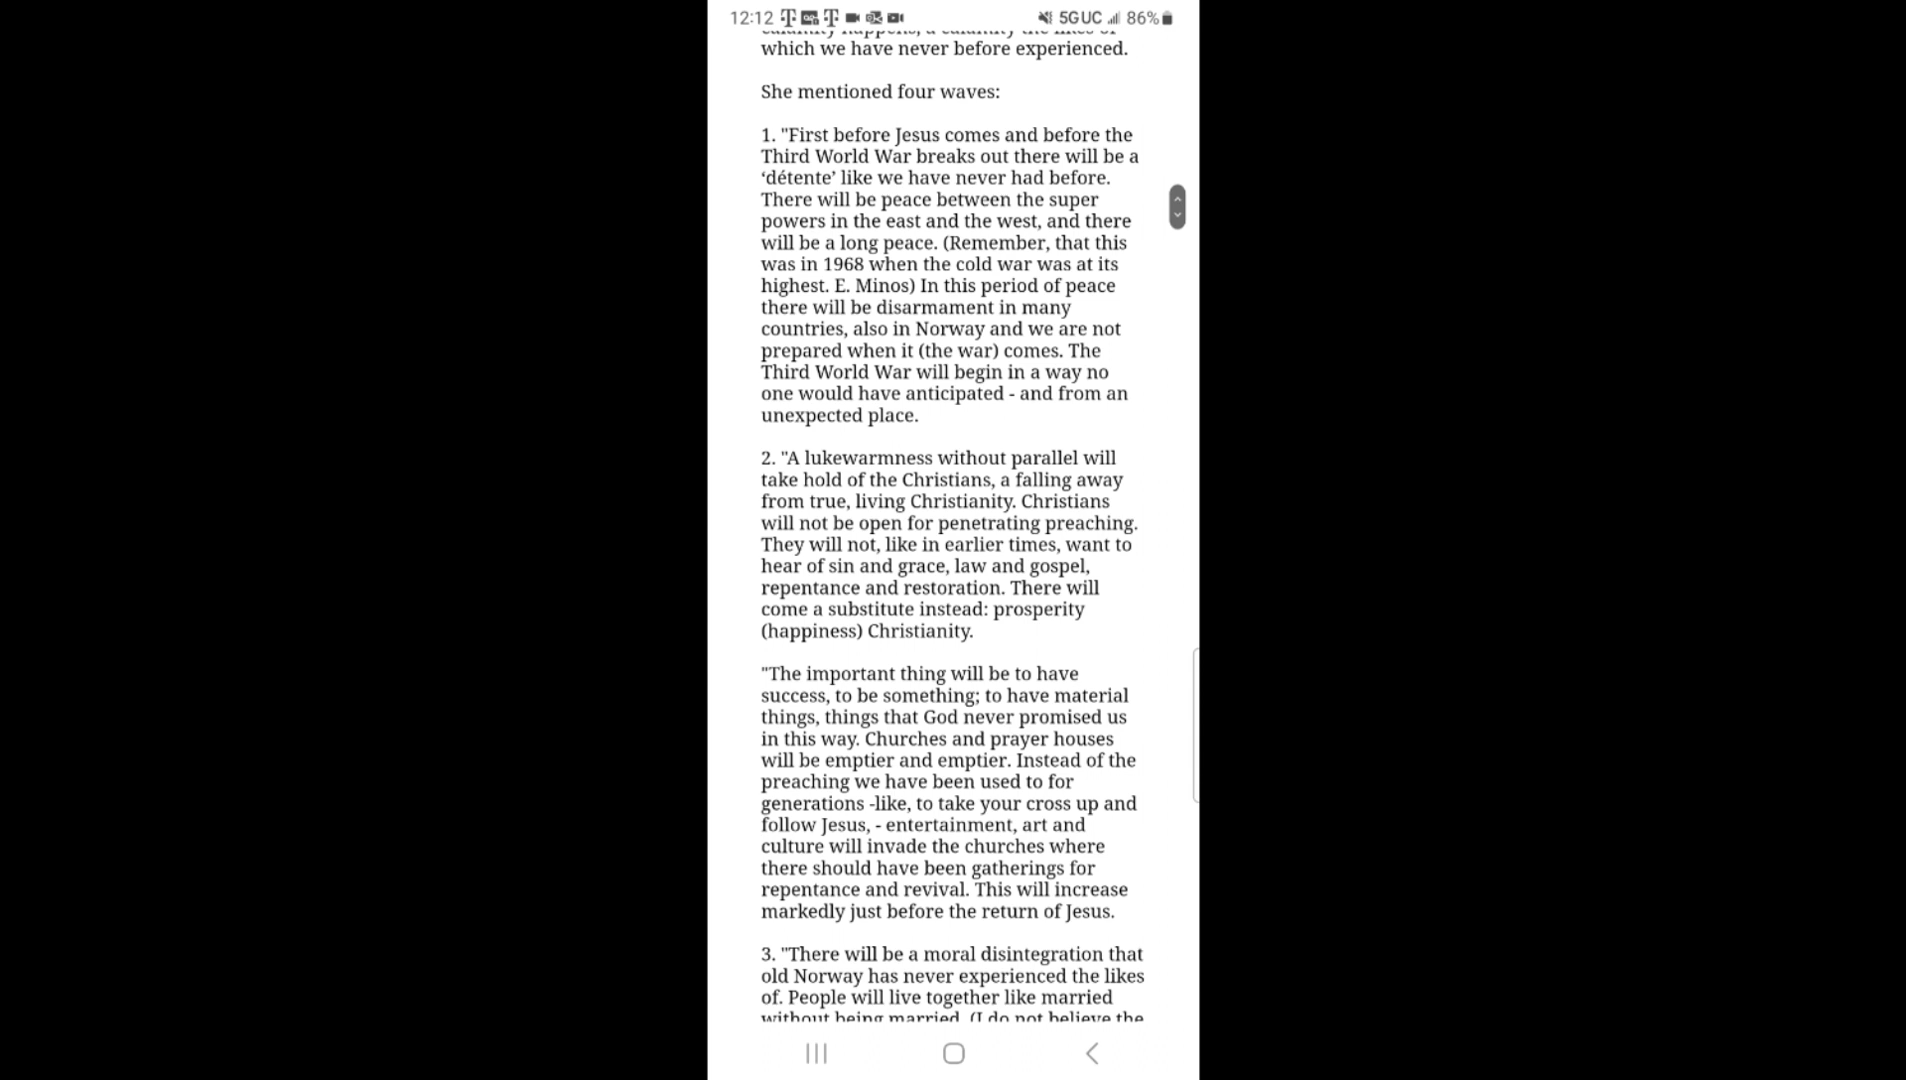 12:12 5G UC 86%
which we have never before experienced.
She mentioned four waves:
1. "First before Jesus comes and before the
Third World War breaks out there will be a
‘détente’ like we have never had before.
There will be peace between the super
powers in the east and the west, and there
will be a long peace. (Remember, that this
was in 1968 when the cold war was at its
highest. E. Minos) In this period of peace
there will be disarmament in many
countries, also in Norway and we are not
prepared when it (the war) comes. The
Third World War will begin in a way no
one would have anticipated - and from an
unexpected place.
2. "A lukewarmness without parallel will
take hold of the Christians, a falling away
from true, living Christianity. Christians
will not be open for penetrating preaching.
They will not, like in earlier times, want to
hear of sin and grace, law and gospel,
repentance and restoration. There will
come a substitute instead: prosperity
(happiness) Christianity.
"The important thing will be to have
success, to be something; to have material
things, things that God never promised us
in this way. Churches and prayer houses
will be emptier and emptier. Instead of the
preaching we have been used to for
generations -like, to take your cross up and
follow Jesus, - entertainment, art and
culture will invade the churches where
there should have been gatherings for
repentance and revival. This will increase
markedly just before the return of Jesus.
3. "There will be a moral disintegration that
old Norway has never experienced the likes
of. People will live together like married
without being married. (I do not believe the